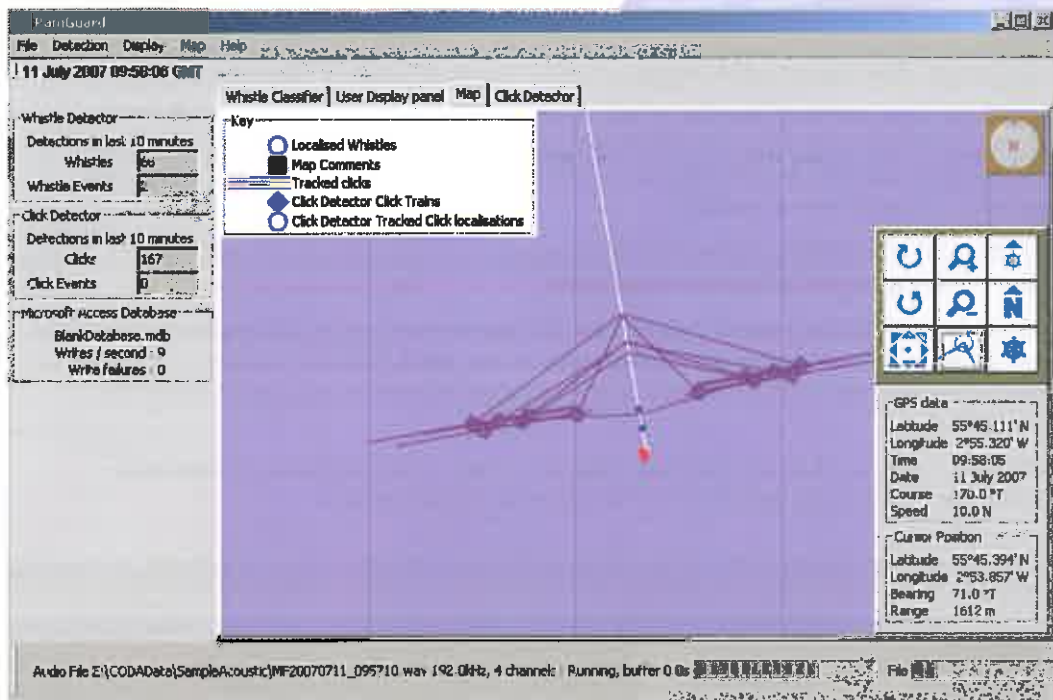 PamGuard
File Detection Display Map Help
11 July 2007 09:58:06 GMT
Whistle Classifier User Display panel Map Click Detector
Whistle Detector
Detections in last 10 minutes
Whistles 66
Whistle Events 2
Click Detector
Detections in last 10 minutes
Clicks 167
Click Events 0
Microsoft Access Database
BlankDatabase.mdb
Writes / second : 9
Write failures : 0
Key
Localised Whistles
Map Comments
Tracked clicks
Click Detector Click Trains
Click Detector Tracked Click localisations
N
GPS data
Latitude 55°45.111' N
Longitude 2°55.320' W
Time 09:58:05
Date 11 July 2007
Course 170.0 °T
Speed 10.0 N
Cursor Position
Latitude 55°45.394' N
Longitude 2°53.857' W
Bearing 71.0 °T
Range 1612 m
Audio File E:\CODAData\SampleAcoustic\MF20070711_095710.wav 192.0kHz, 4 channels Running, buffer 0.0s File